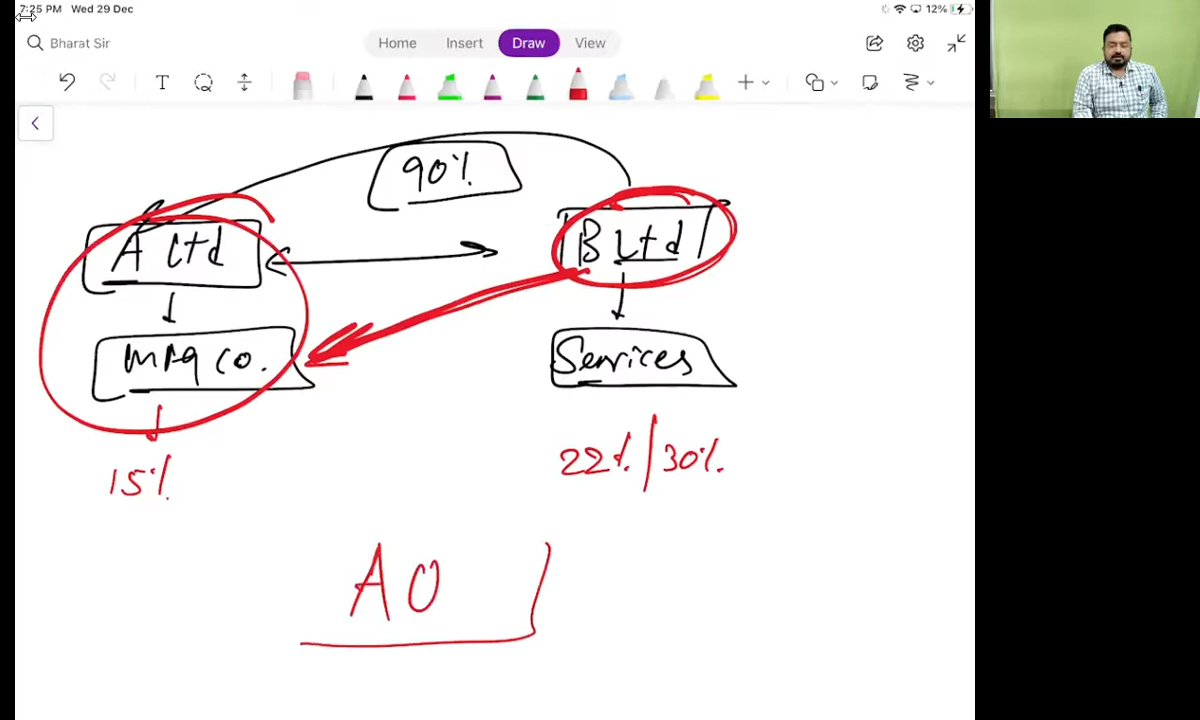 7:25 PM Wed 29 Dec
12%
Bharat Sir
Home Insert Draw View
T
90%
A Ltd
B Ltd
Mfg Co.
Services
15%
22% / 30%
AO